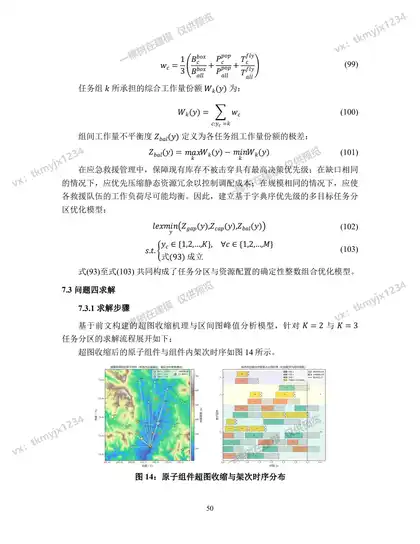 w_c = 1/3 (B_c^box/B_all^box + P_c^pop/P_all^pop + T_c^fly/T_all^fly) (99)
任务组 k 所承担的综合工作量份额 W_k(y) 为：
W_k(y) = ∑_{c:y_c=k} w_c (100)
组间工作量不平衡度 Z_bal(y) 定义为各任务组工作量份额的极差：
Z_bal(y) = max_k W_k(y) − min_k W_k(y) (101)
在应急救援管理中，保障现有库存不被击穿具有最高决策优先级；在缺口相同
的情况下，应优先压缩静态资源冗余以控制调配成本；在规模相同的情况下，应使
各救援队伍的工作负荷尽可能均衡。因此，建立基于字典序优先级的多目标任务分
区优化模型：
lexmin_y (Z_gap(y),Z_cap(y),Z_bal(y)) (102)
s.t. { y_c ∈ {1,2,...,K}, ∀c ∈ {1,2,...,M}
式(93) 成立 (103)
式(93)至式(103) 共同构成了任务分区与资源配置的确定性整数组合优化模型。
7.3 问题四求解
7.3.1 求解步骤
基于前文构建的超图收缩机理与区间图峰值分析模型，针对 K = 2 与 K = 3
任务分区的求解流程展开如下：
超图收缩后的原子组件与组件内架次时序如图 14 所示。
图 14：原子组件超图收缩与架次时序分布
50
vx：tkmyjx1234
仅供预览